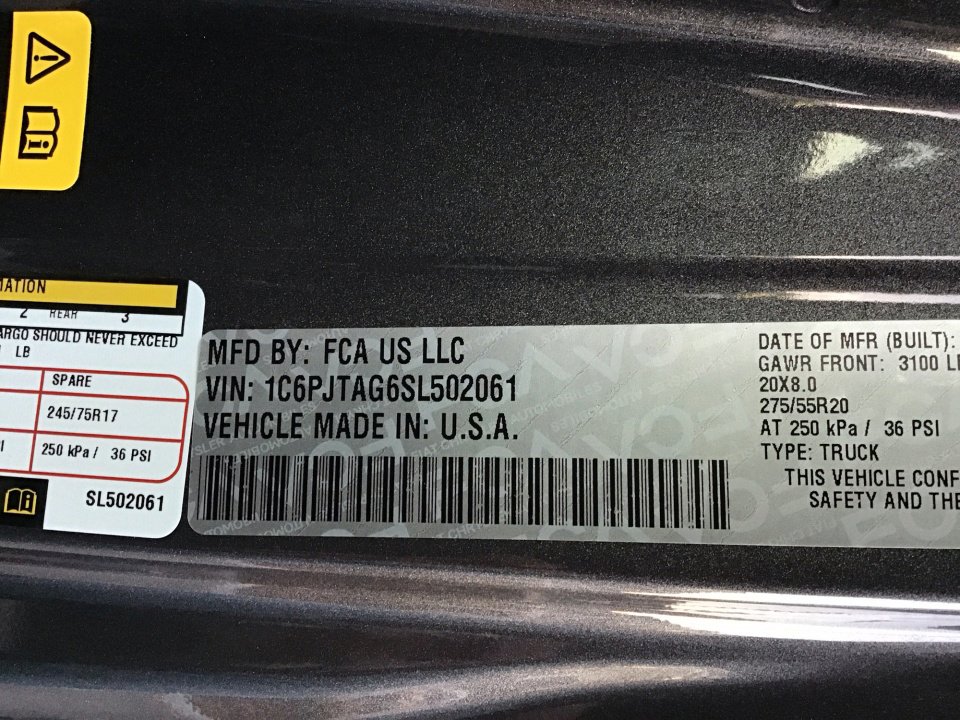 MATION
2 REAR 3
ARGO SHOULD NEVER EXCEED
LB
SPARE
245/75R17
250 kPa / 36 PSI
SL502061
MFD BY: FCA US LLC
VIN: 1C6PJTAG6SL502061
VEHICLE MADE IN: U.S.A.
DATE OF MFR (BUILT):
GAWR FRONT: 3100 LB
20X8.0
275/55R20
AT 250 kPa / 36 PSI
TYPE: TRUCK
THIS VEHICLE CONF
SAFETY AND THE